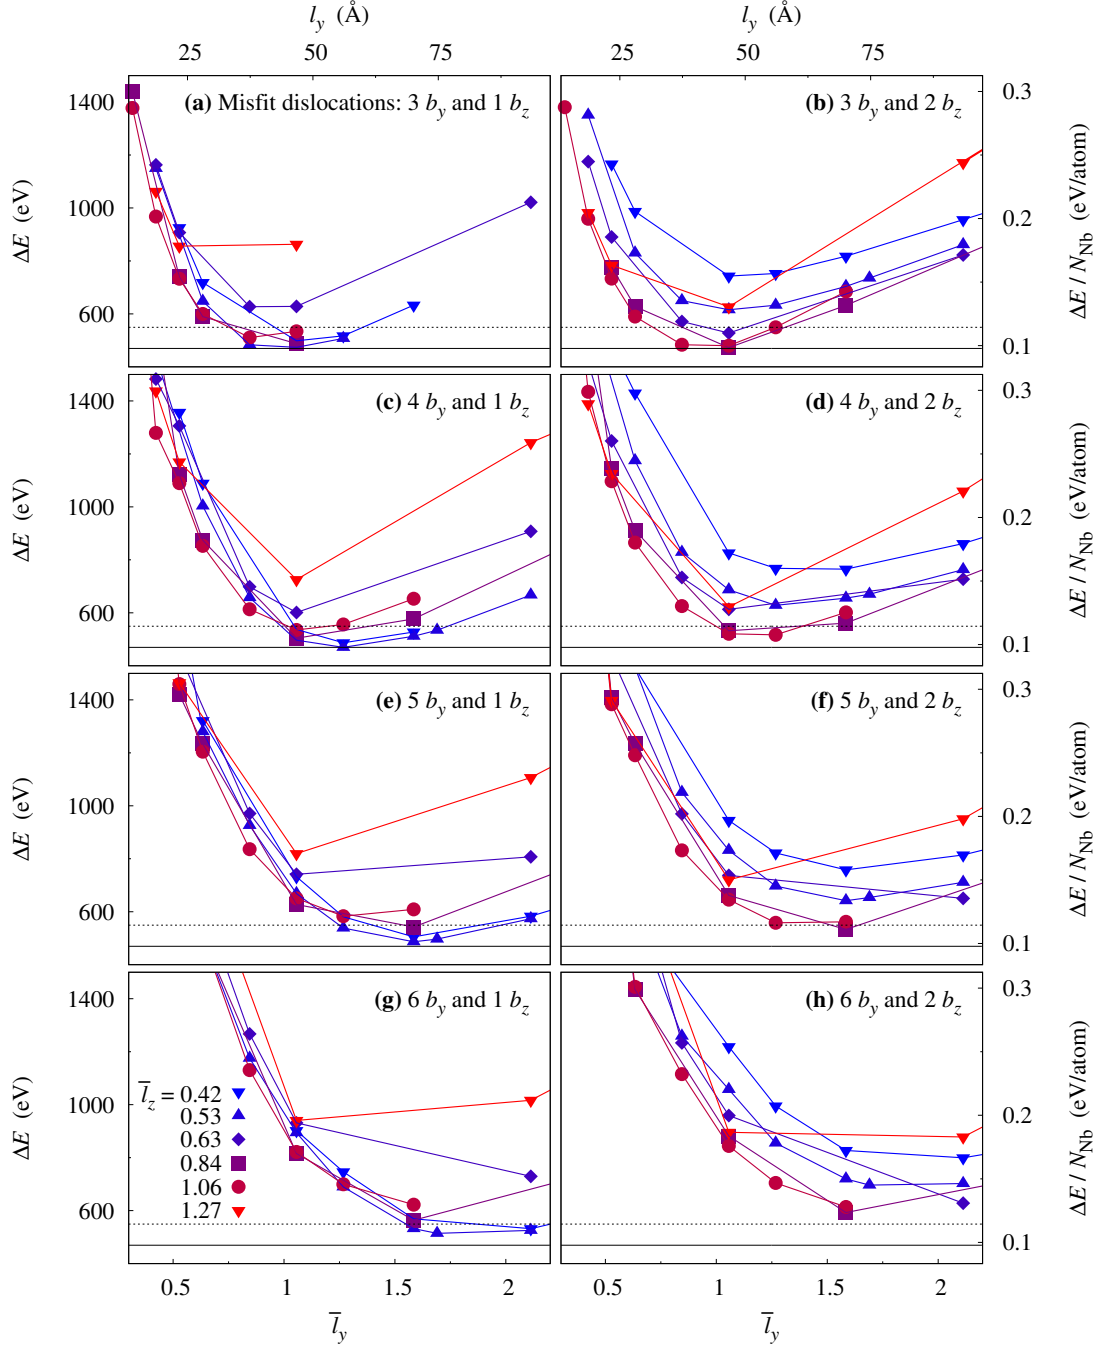 l_y (Å) l_y (Å)
25 50 75 25 50 75
(a) Misfit dislocations: 3 b_y and 1 b_z (b) 3 b_y and 2 b_z
1400 1000 600 ΔE (eV)
0.3 0.2 0.1 ΔE / N_Nb (eV/atom)
(c) 4 b_y and 1 b_z (d) 4 b_y and 2 b_z
1400 1000 600 ΔE (eV)
0.3 0.2 0.1 ΔE / N_Nb (eV/atom)
(e) 5 b_y and 1 b_z (f) 5 b_y and 2 b_z
1400 1000 600 ΔE (eV)
0.3 0.2 0.1 ΔE / N_Nb (eV/atom)
(g) 6 b_y and 1 b_z (h) 6 b_y and 2 b_z
1400 1000 600 ΔE (eV)
0.3 0.2 0.1 ΔE / N_Nb (eV/atom)
l̅_z = 0.42
0.53
0.63
0.84
1.06
1.27
0.5 1 1.5 2 0.5 1 1.5 2
l̅_y l̅_y